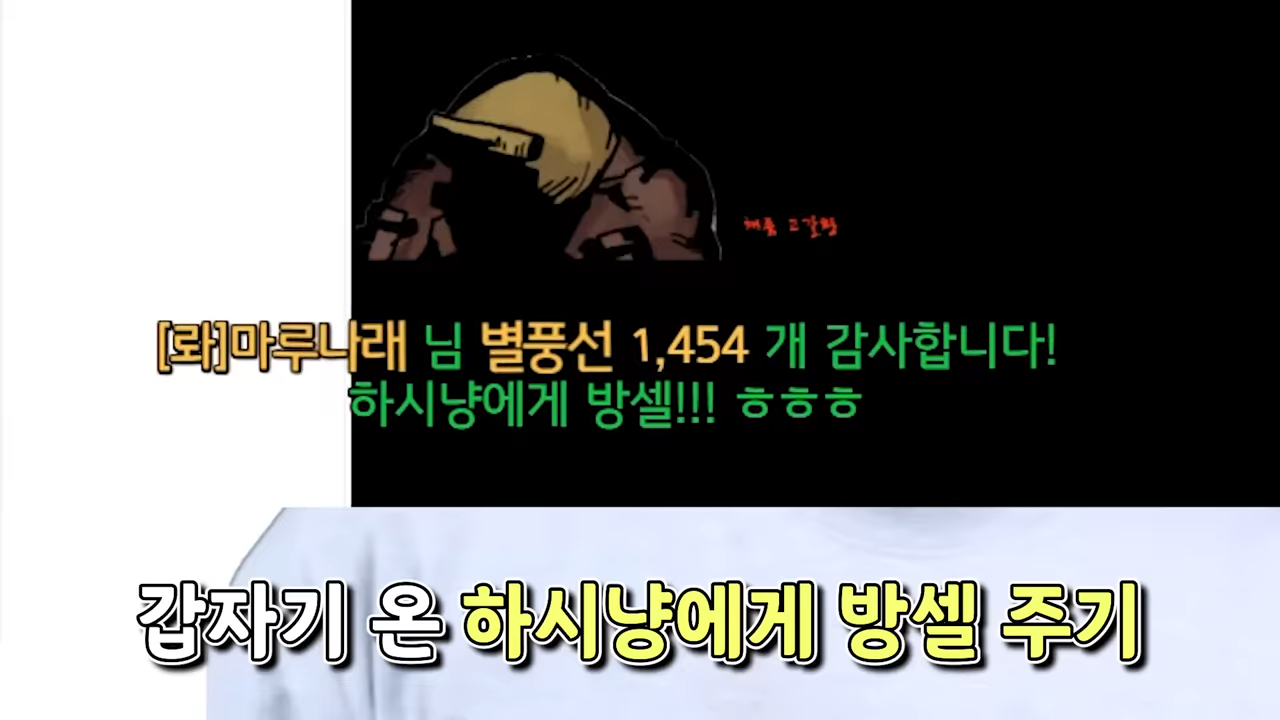 [롸]마루나래 님 별풍선 1,454 개 감사합니다!
하시냥에게 방셀!!! ㅎㅎㅎ
갑자기 온 하시냥에게 방셀 주기